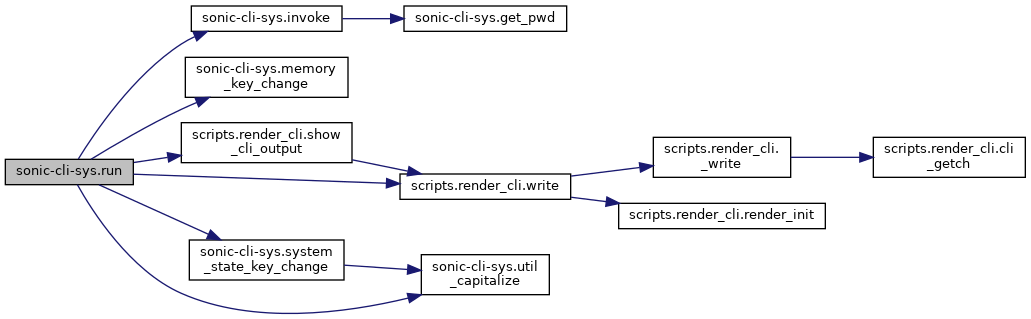 sonic-cli-sys.run
sonic-cli-sys.invoke
sonic-cli-sys.get_pwd
sonic-cli-sys.memory
_key_change
scripts.render_cli.show
_cli_output
scripts.render_cli.write
scripts.render_cli.
_write
scripts.render_cli.cli
_getch
scripts.render_cli.render_init
sonic-cli-sys.system
_state_key_change
sonic-cli-sys.util
_capitalize